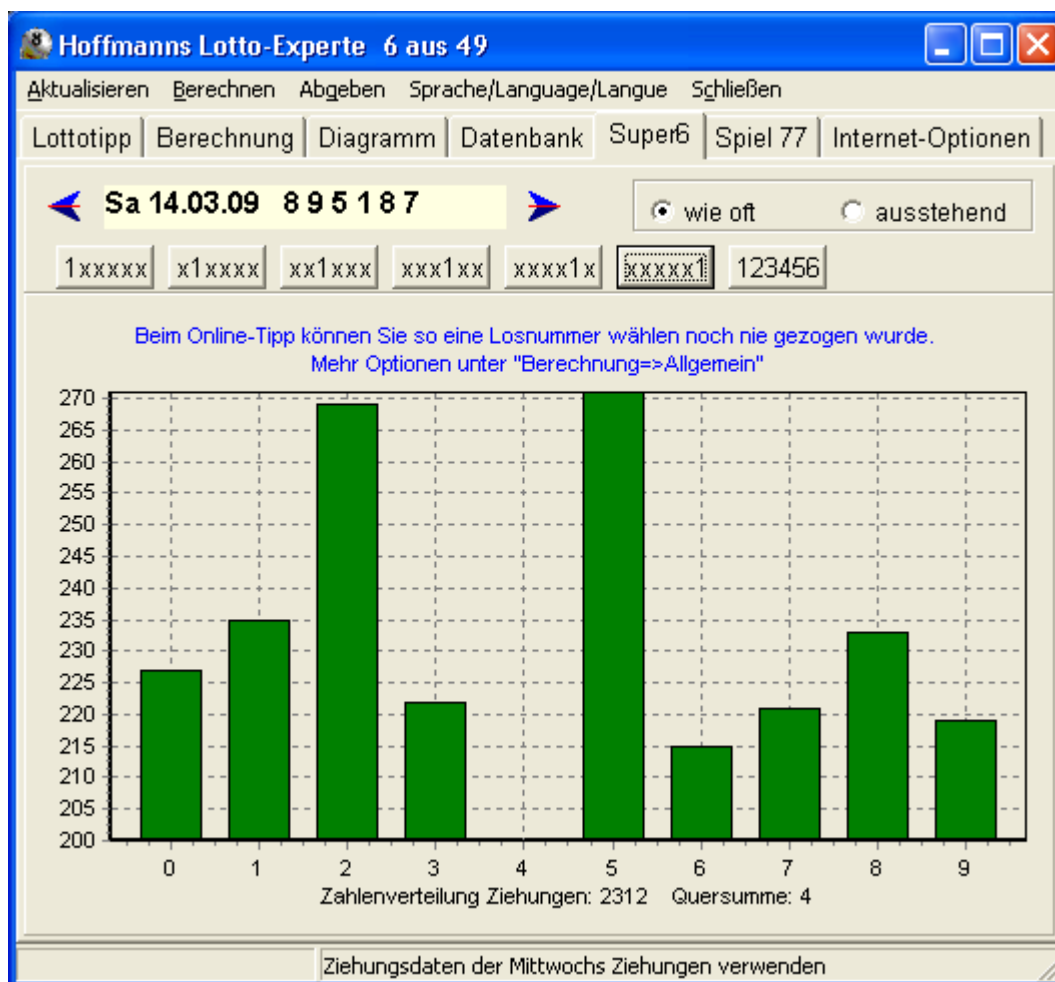 Hoffmanns Lotto-Experte 6 aus 49
Aktualisieren Berechnen Abgeben Sprache/Language/Langue Schließen
Lottotipp Berechnung Diagramm Datenbank Super6 Spiel 77 Internet-Optionen
Sa 14.03.09 8 9 5 1 8 7 wie oft ausstehend
1xxxxx x1xxxx xx1xxx xxx1xx xxxx1x xxxxx1 123456
Beim Online-Tipp können Sie so eine Losnummer wählen noch nie gezogen wurde.
Mehr Optionen unter "Berechnung=>Allgemein"
270
265
260
255
250
245
240
235
230
225
220
215
210
205
200
0 1 2 3 4 5 6 7 8 9
Zahlenverteilung Ziehungen: 2312 Quersumme: 4
Ziehungsdaten der Mittwochs Ziehungen verwenden